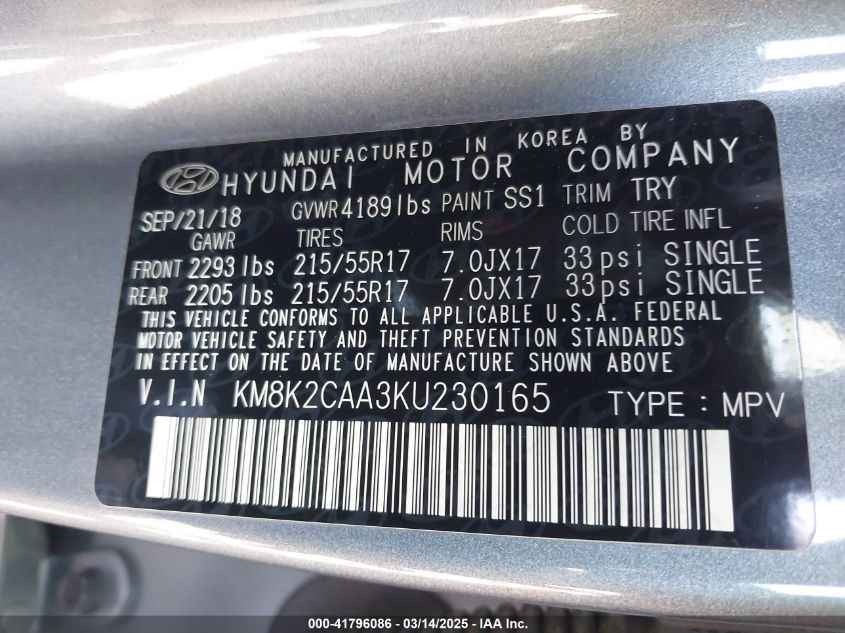 MANUFACTURED IN KOREA BY
HYUNDAI MOTOR COMPANY
SEP/21/18 GVWR 4189lbs PAINT SS1 TRIM TRY
GAWR TIRES RIMS COLD TIRE INFL
FRONT 2293 lbs 215/55R17 7.0JX17 33psi SINGLE
REAR 2205 lbs 215/55R17 7.0JX17 33psi SINGLE
THIS VEHICLE CONFORMS TO ALL APPLICABLE U.S.A. FEDERAL
MOTOR VEHICLE SAFETY AND THEFT PREVENTION STANDARDS
IN EFFECT ON THE DATE OF MANUFACTURE SHOWN ABOVE.
V.I.N KM8K2CAA3KU230165 TYPE : MPV
000-41796086 - 03/14/2025 - IAA Inc.